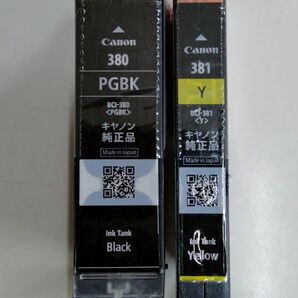 Canon
380
PGBK
BCI-380
<PGBK>
キヤノン
純正品
Made in Japan
Ink Tank
Black
Canon
381
Y
BCI-381
<Y>
キヤノン
純正品
Made in Japan
Ink Tank
Yellow